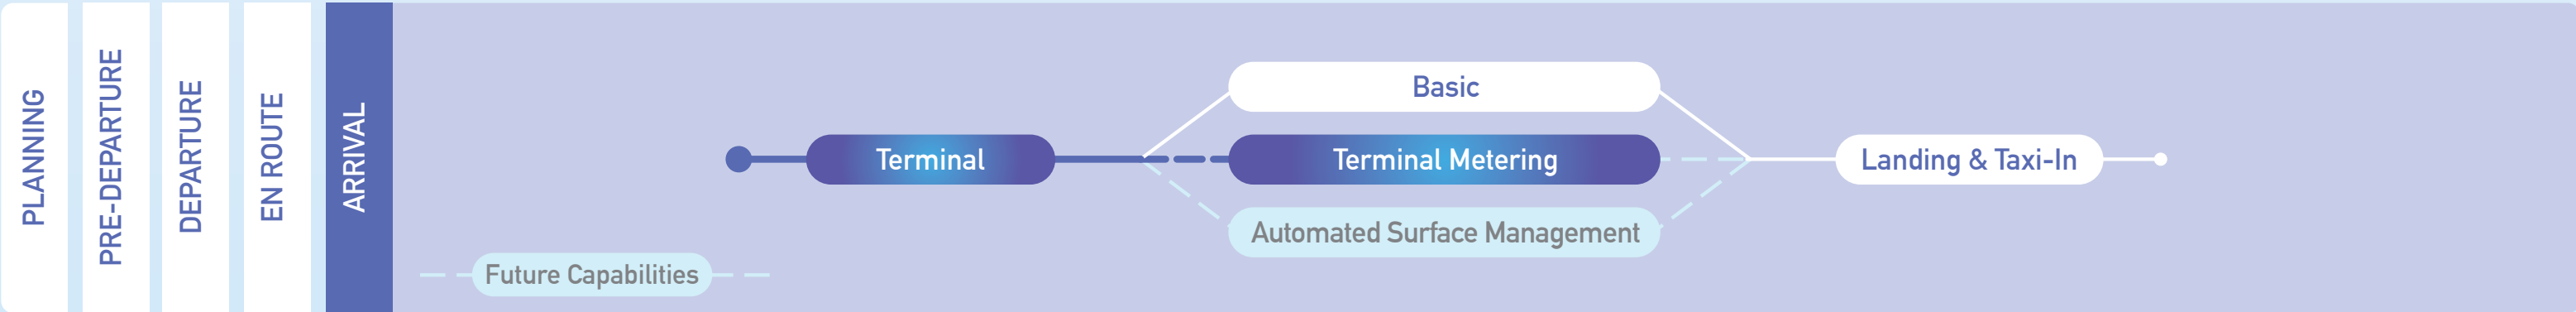 PLANNING
PRE-DEPARTURE
DEPARTURE
EN ROUTE
ARRIVAL
Basic
Terminal
Terminal Metering
Landing & Taxi-In
Automated Surface Management
Future Capabilities